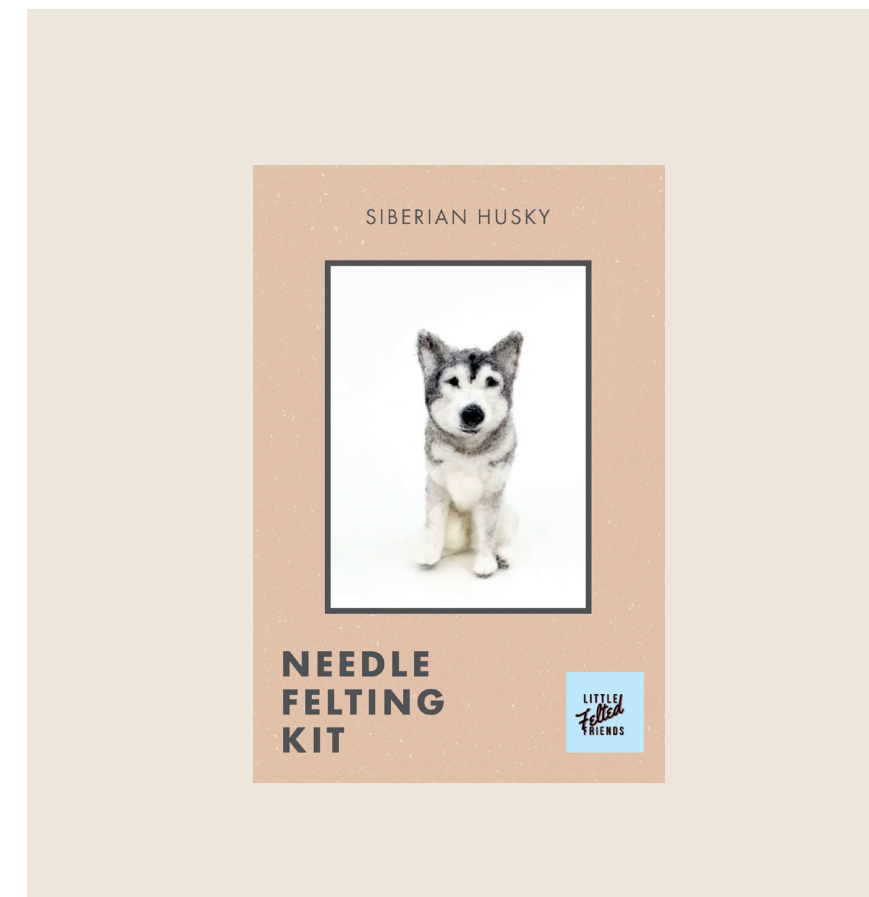 SIBERIAN HUSKY
NEEDLE
FELTING
KIT
LITTLE
Felted
FRIENDS